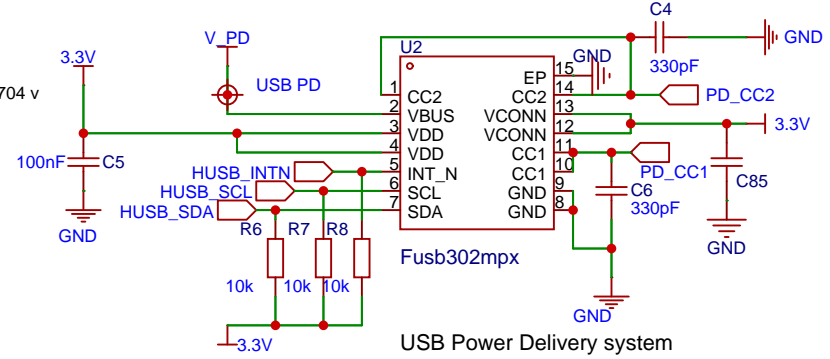 C4
GND
330pF
V_PD
U2
GND
3.3V
USB PD
704 v
1
CC2
2
VBUS
3
VDD
4
VDD
5
INT_N
6
SCL
7
SDA
EP
15
CC2
14
VCONN
13
VCONN
12
CC1
11
CC1
10
GND
9
GND
8
PD_CC2
3.3V
PD_CC1
100nF
C5
GND
HUSB_INTN
HUSB_SCL
HUSB_SDA
C6
330pF
C85
GND
R6
R7
R8
10k
10k
10k
Fusb302mpx
GND
3.3V
USB Power Delivery system